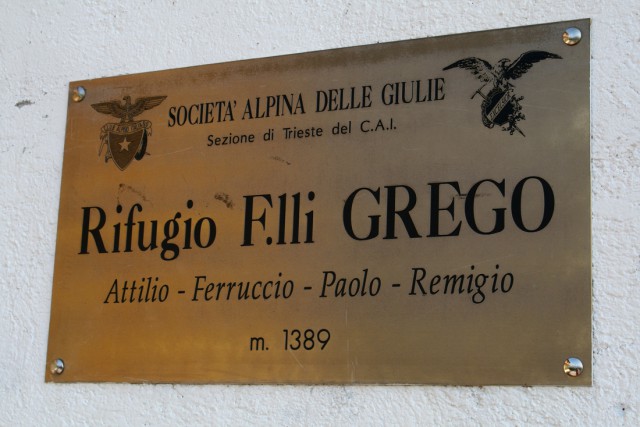 SOCIETA' ALPINA DELLE GIULIE
Sezione di Trieste del C.A.I.
Rifugio F.lli GREGO
Attilio - Ferruccio - Paolo - Remigio
m. 1389